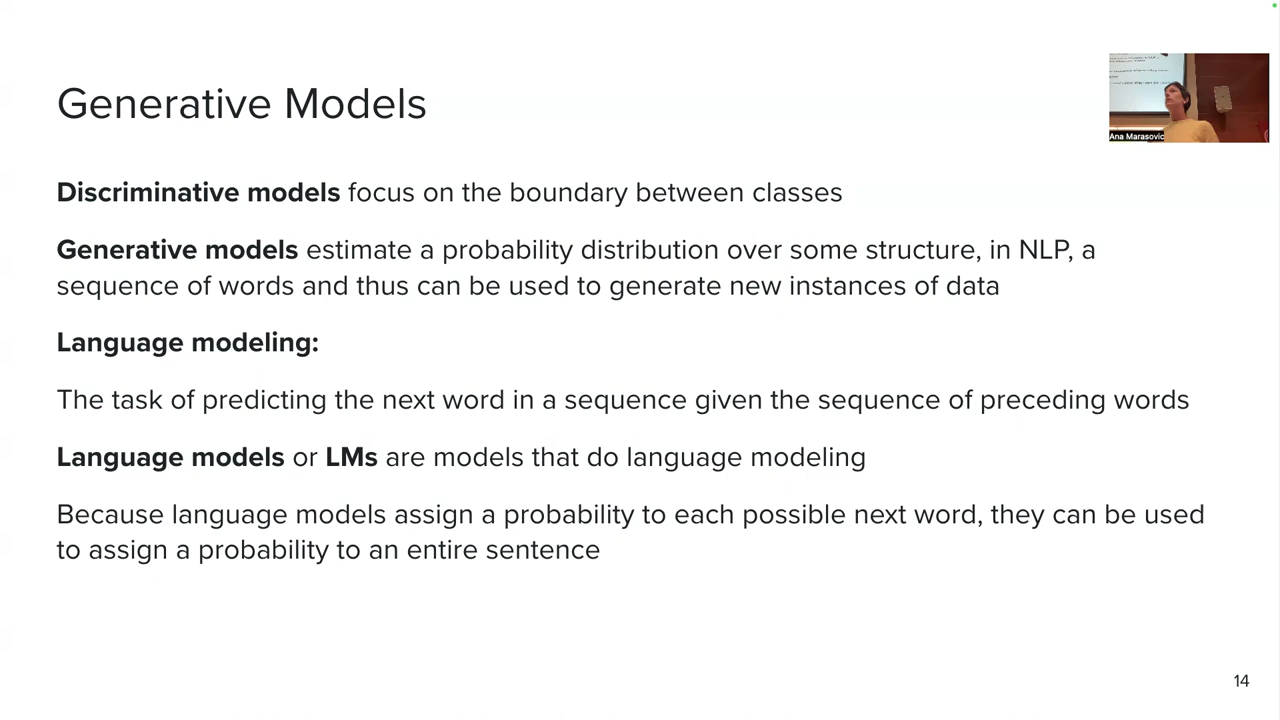 Generative Models
Ana Marasovic
Discriminative models focus on the boundary between classes
Generative models estimate a probability distribution over some structure, in NLP, a
sequence of words and thus can be used to generate new instances of data
Language modeling:
The task of predicting the next word in a sequence given the sequence of preceding words
Language models or LMs are models that do language modeling
Because language models assign a probability to each possible next word, they can be used
to assign a probability to an entire sentence
14